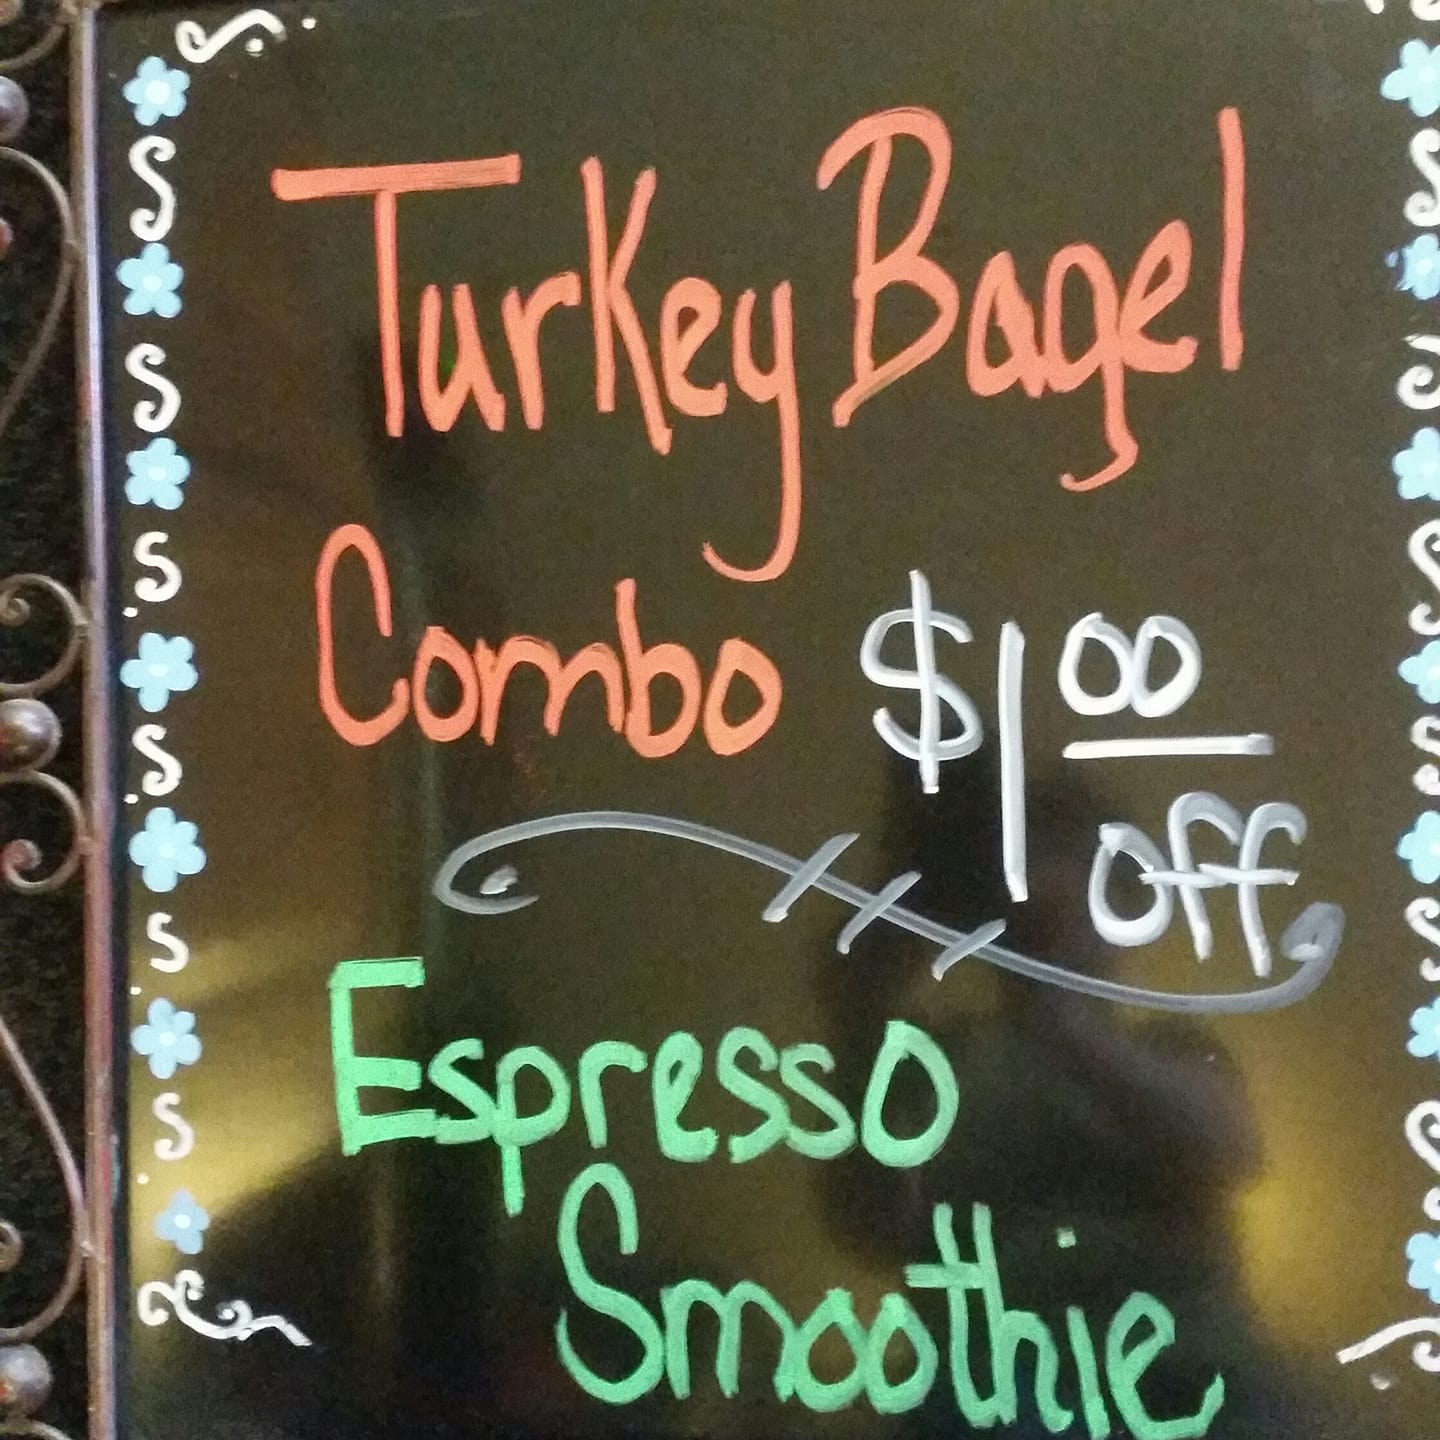 Turkey Bagel
Combo $1 00
off
Espresso
Smoothie